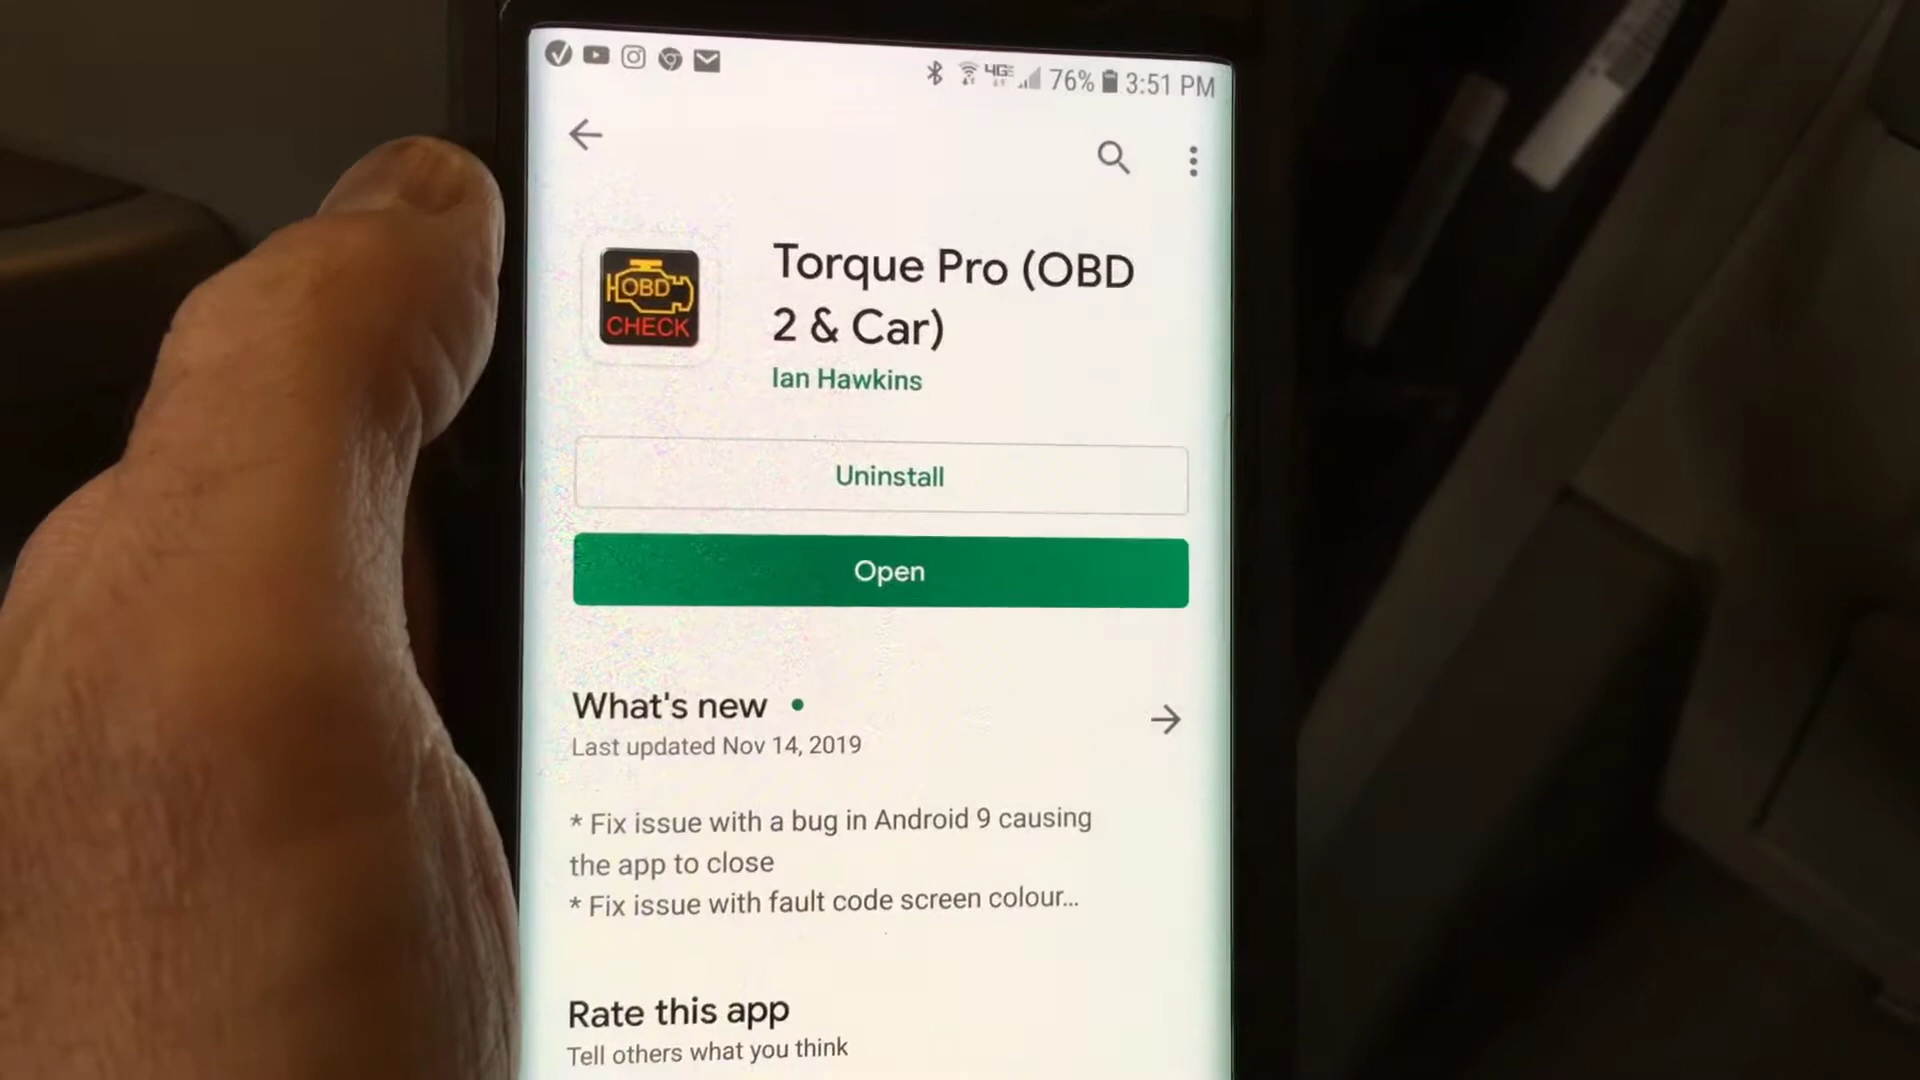 4G 76% 3:51 PM
OBD
CHECK
Torque Pro (OBD
2 & Car)
Ian Hawkins
Uninstall
Open
What's new
Last updated Nov 14, 2019
* Fix issue with a bug in Android 9 causing
the app to close
* Fix issue with fault code screen colour...
Rate this app
Tell others what you think